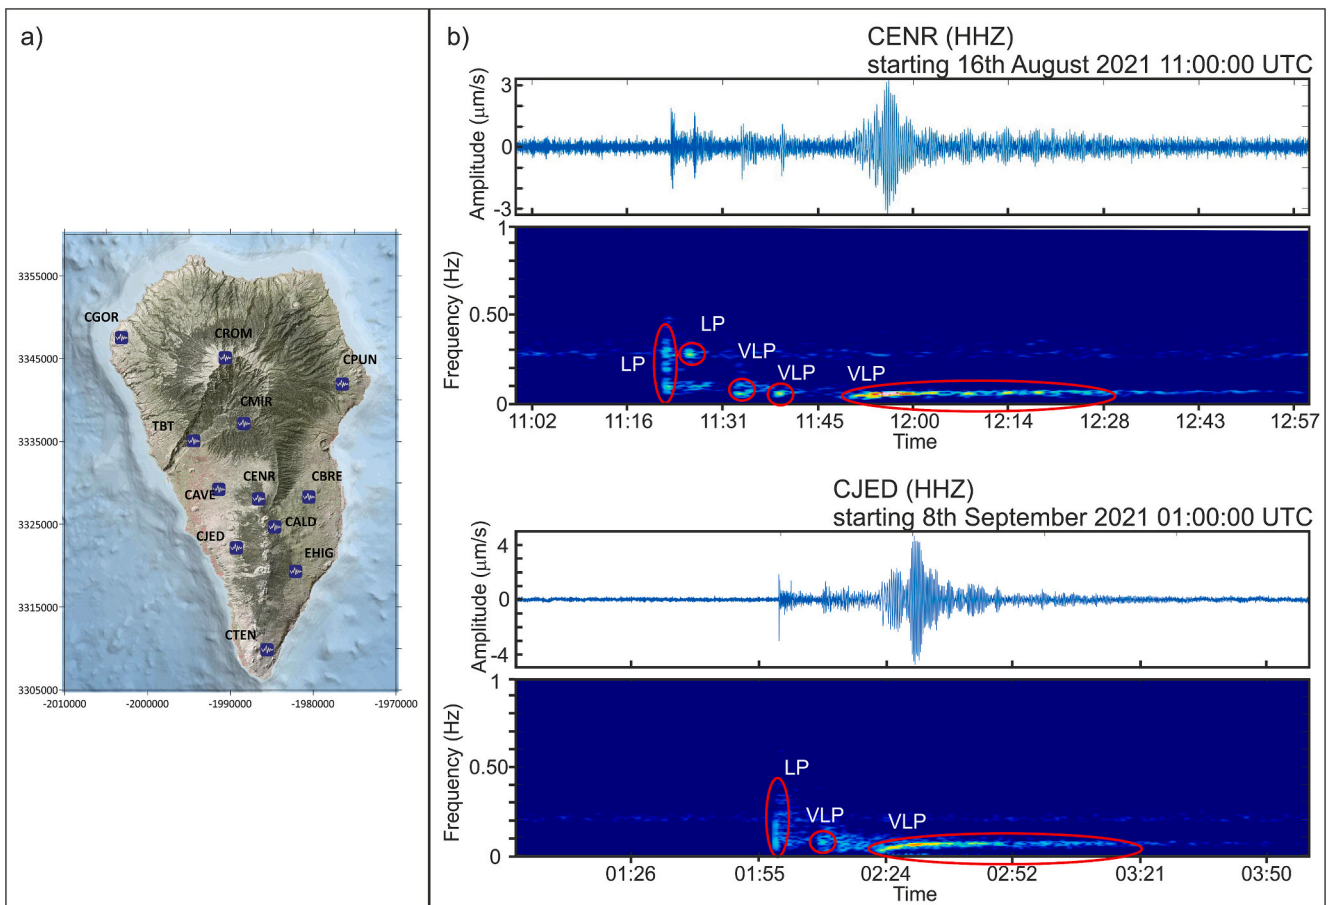 a)
3355000
3345000
3335000
3325000
3315000
3305000
-2010000
-2000000
-1990000
-1980000
-1970000
CGOR
CROM
CPUN
CMIR
TBT
CENR
CBRE
CAVE
CALD
CJED
EHIG
CTEN
b)
CENR (HHZ)
starting 16th August 2021 11:00:00 UTC
Amplitude (μm/s)
3
0
-3
Frequency (Hz)
1
0.50
0
LP
LP
VLP
VLP
VLP
11:02
11:16
11:31
11:45
12:00
12:14
12:28
12:43
12:57
Time
CJED (HHZ)
starting 8th September 2021 01:00:00 UTC
Amplitude (μm/s)
4
0
-4
Frequency (Hz)
1
0.50
0
LP
VLP
VLP
01:26
01:55
02:24
02:52
03:21
03:50
Time